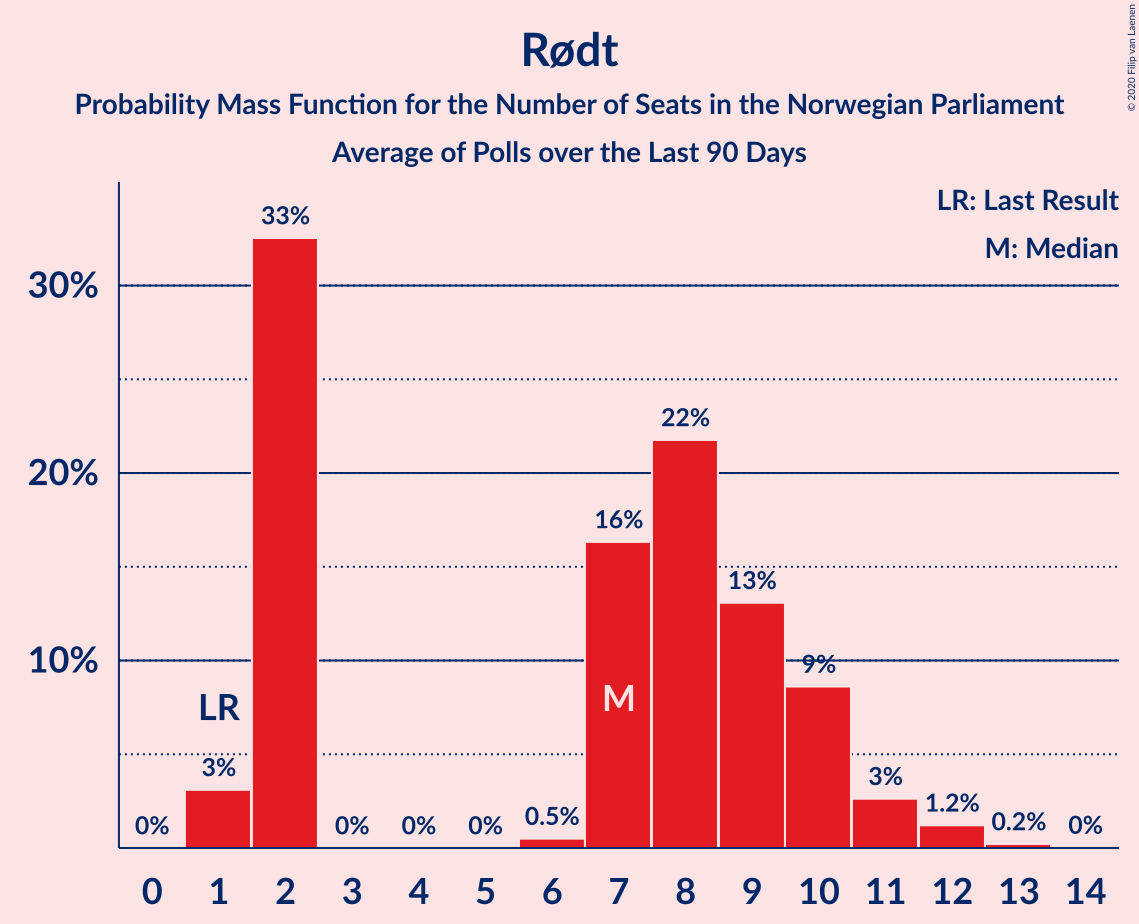 Rødt
Probability Mass Function for the Number of Seats in the Norwegian Parliament
Average of Polls over the Last 90 Days
© 2020 Filip van Laenen
LR: Last Result
M: Median
33%
30%
22%
20%
16%
13%
10%
9%
M
LR
3%
3%
1.2%
0.5%
0.2%
0%
0%
0%
0%
0%
0 1 2 3 4 5 6 7 8 9 10 11 12 13 14